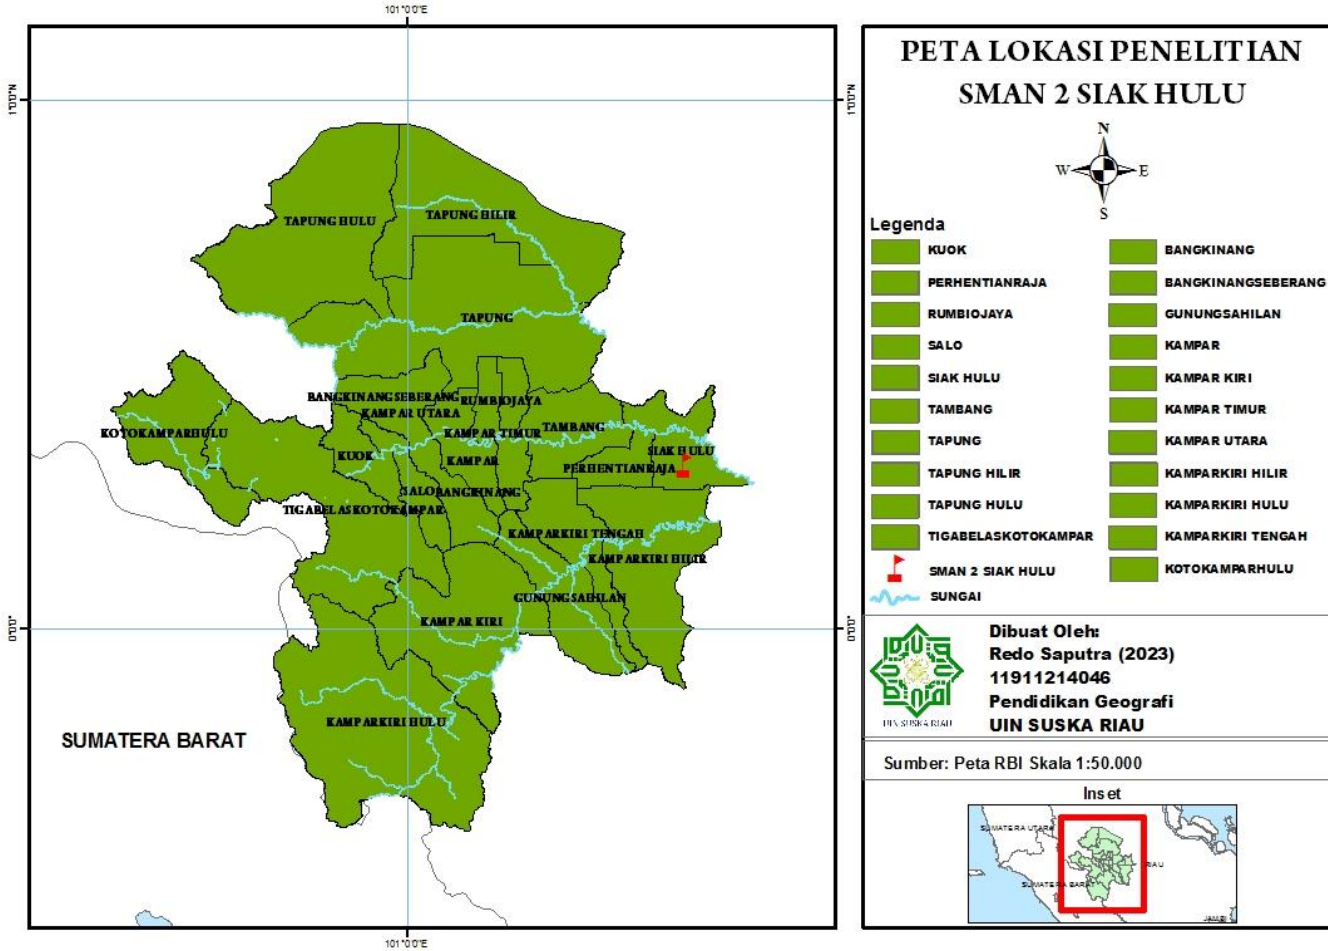 101°0'0"E
1°0'0"N
1°0'0"N
TAPUNG HULU
TAPUNG HILIR
TAPUNG
BANGKINANGSEBERANG
RUMBIOJAYA
KAMPAR UTARA
KOTOKAMPARHULU
KAMPAR TIMUR
TAMBANG
KUOK
KAMPAR
SIAK HULU
PERHENTIANRAJA
SALO
BANGKINANG
TIGABELASKOTOKAMPAR
KAMPARKIRI TENGAH
KAMPARKIRI HILIR
GUNUNGSAHILAN
KAMPAR KIRI
0°0'0"
0°0'0"
KAMPARKIRI HULU
SUMATERA BARAT
101°0'0"E
PETA LOKASI PENELITIAN
SMAN 2 SIAK HULU
N
W E
S
Legenda
KUOK
PERHENTIANRAJA
RUMBIOJAYA
SALO
SIAK HULU
TAMBANG
TAPUNG
TAPUNG HILIR
TAPUNG HULU
TIGABELASKOTOKAMPAR
SMAN 2 SIAK HULU
SUNGAI
BANGKINANG
BANGKINANGSEBERANG
GUNUNGSAHILAN
KAMPAR
KAMPAR KIRI
KAMPAR TIMUR
KAMPAR UTARA
KAMPARKIRI HILIR
KAMPARKIRI HULU
KAMPARKIRI TENGAH
KOTOKAMPARHULU
UIN SUSKA RIAU
Dibuat Oleh:
Redo Saputra (2023)
11911214046
Pendidikan Geografi
UIN SUSKA RIAU
Sumber: Peta RBI Skala 1:50.000
Inset
SUMATERA UTARA
RIAU
SUMATERA BARAT
JAMBI